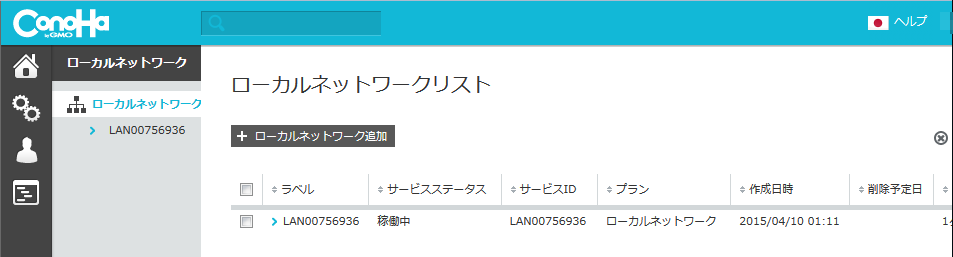 ConoHa
by GMO
ヘルプ
ローカルネットワーク
ローカルネットワーク
LAN00756936
ローカルネットワークリスト
+ ローカルネットワーク追加
ラベル サービスステータス サービスID プラン 作成日時 削除予定日
LAN00756936 稼働中 LAN00756936 ローカルネットワーク 2015/04/10 01:11